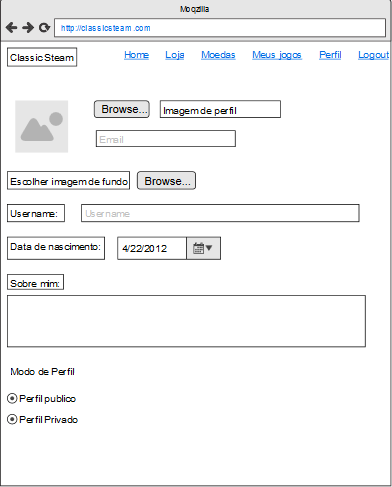 Moqzilla
http://classicsteam.com
Classic Steam
Home Loja Moedas Meus jogos Perfil Logout
Browse... Imagem de perfil
Email
Escolher imagem de fundo Browse...
Username: Username
Data de nascimento: 4/22/2012
Sobre mim:
Modo de Perfil
Perfil publico
Perfil Privado